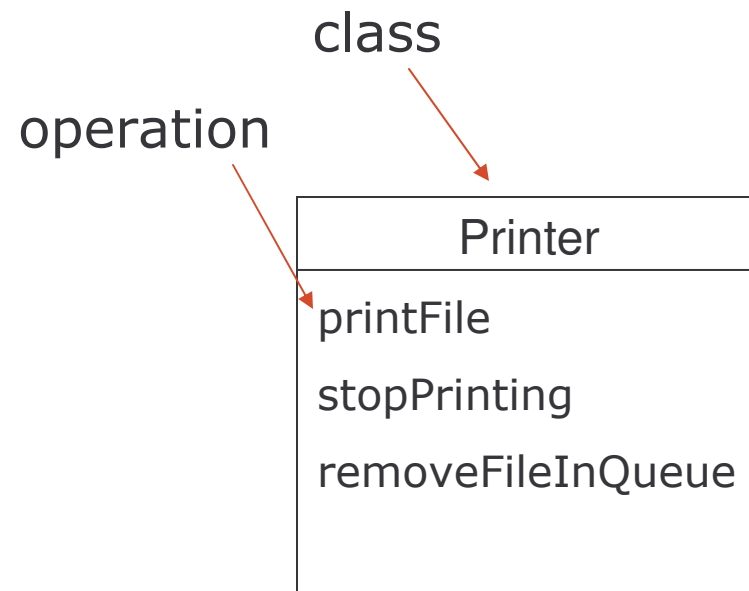 class
operation
Printer
printFile
stopPrinting
removeFileInQueue